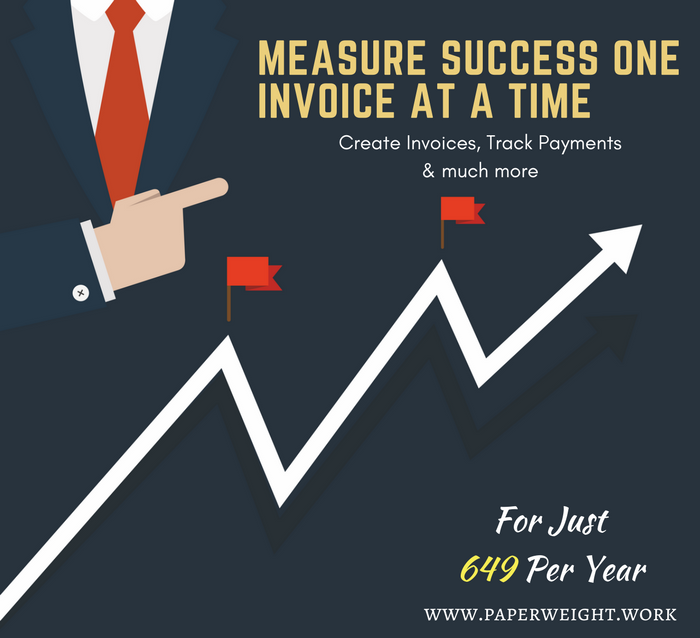 MEASURE SUCCESS ONE
INVOICE AT A TIME
Create Invoices, Track Payments
& much more
For Just
649 Per Year
WWW.PAPERWEIGHT.WORK